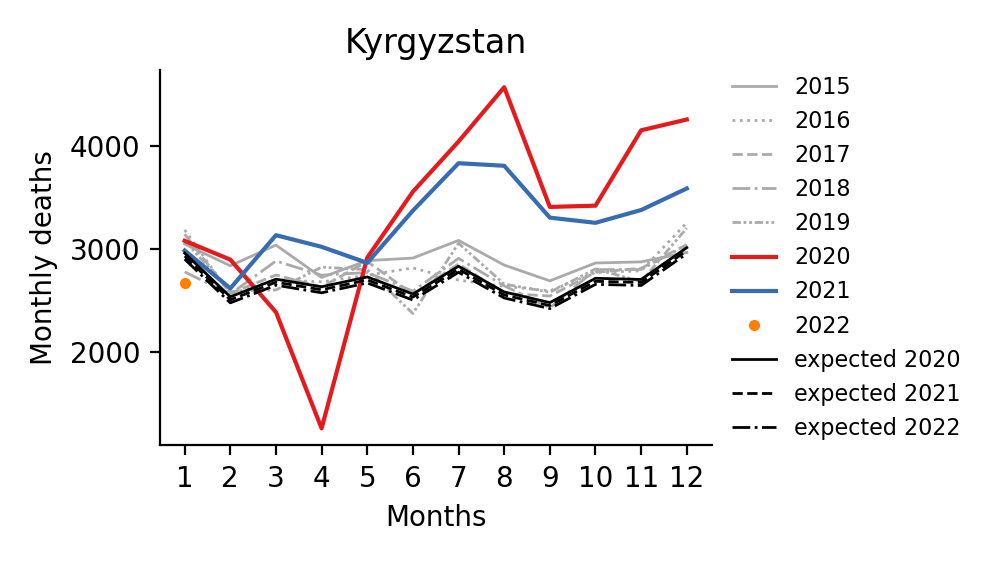 Kyrgyzstan
Monthly deaths
4000
3000
2000
1 2 3 4 5 6 7 8 9 10 11 12
Months
2015
2016
2017
2018
2019
2020
2021
2022
expected 2020
expected 2021
expected 2022